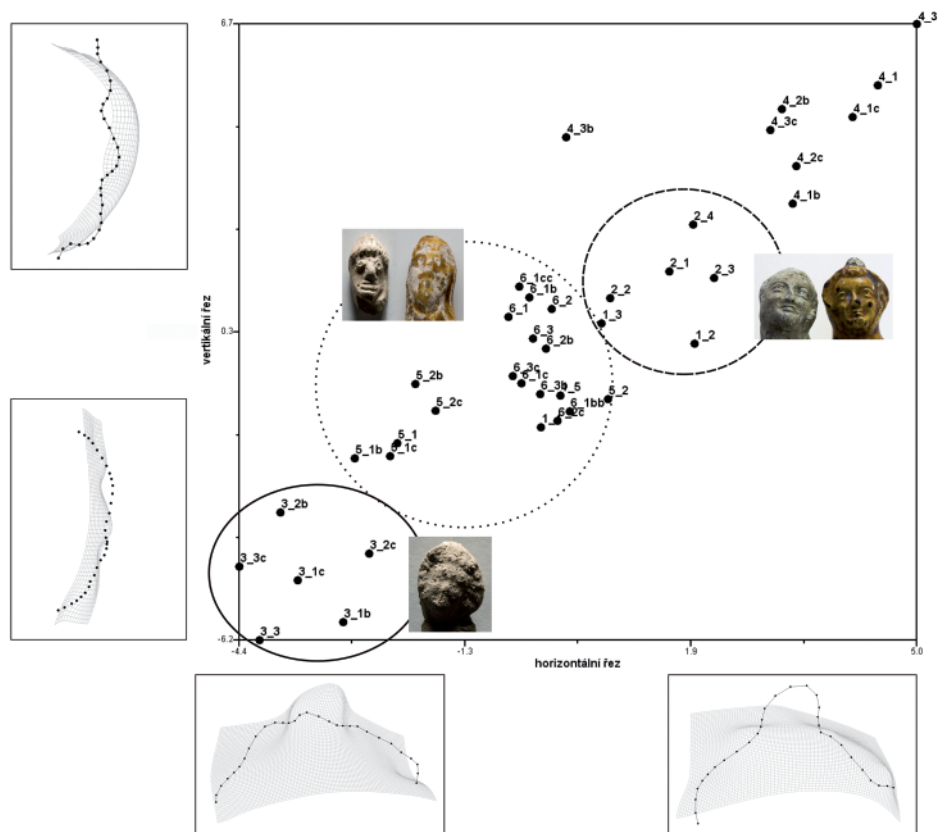 6.7
4_3
4_1
4_2b
4_1c
4_3c
4_3b
4_2c
4_1b
2_4
2_1
2_3
6_1cc
6_1b
2_2
6_2
6_1
1_3
0.3
6_3
1_2
6_2b
vertikální řez
6_3c
5_2b
6_1c
6_3b
5_2
5_2c
6_1bb
6_2c
5_1
5_1b
5_1c
3_2b
3_2c
3_3c
3_1c
3_1b
3_3
-6.2
-4.4
-1.3
1.9
5.0
horizontální řez